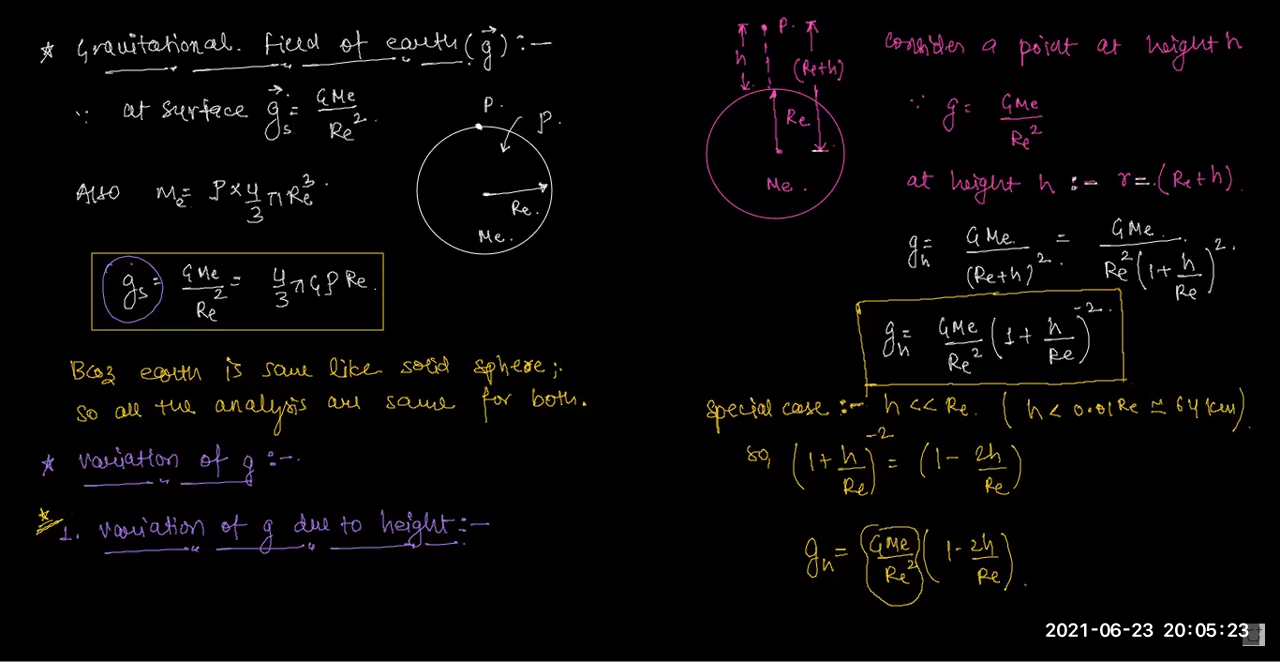 * Gravitational Field of earth (g⃗) :-
∵ at surface g⃗s = GMe/Re²
Also Me = ρ × 4/3 π Re³
P.
ρ.
Re.
Me.
gs = GMe/Re² = 4/3 πGρ Re.
Bcoz earth is same like solid sphere;
so all the analysis are same for both.
* variation of g :-
* 1. variation of g due to height :-
P.
h
(Re+h)
Re
Me.
Consider a point at height h
∵ g = GMe/Re²
at height h :- r = (Re+h).
gh = GMe/(Re+h)² = GMe/Re²(1+h/Re)².
gh = GMe/Re² (1+h/Re)⁻².
special case :- h << Re. (h < 0.01Re ≃ 64 km).
so, (1+h/Re)⁻² = (1-2h/Re)
gh = GMe/Re² (1-2h/Re).
2021-06-23 20:05:23